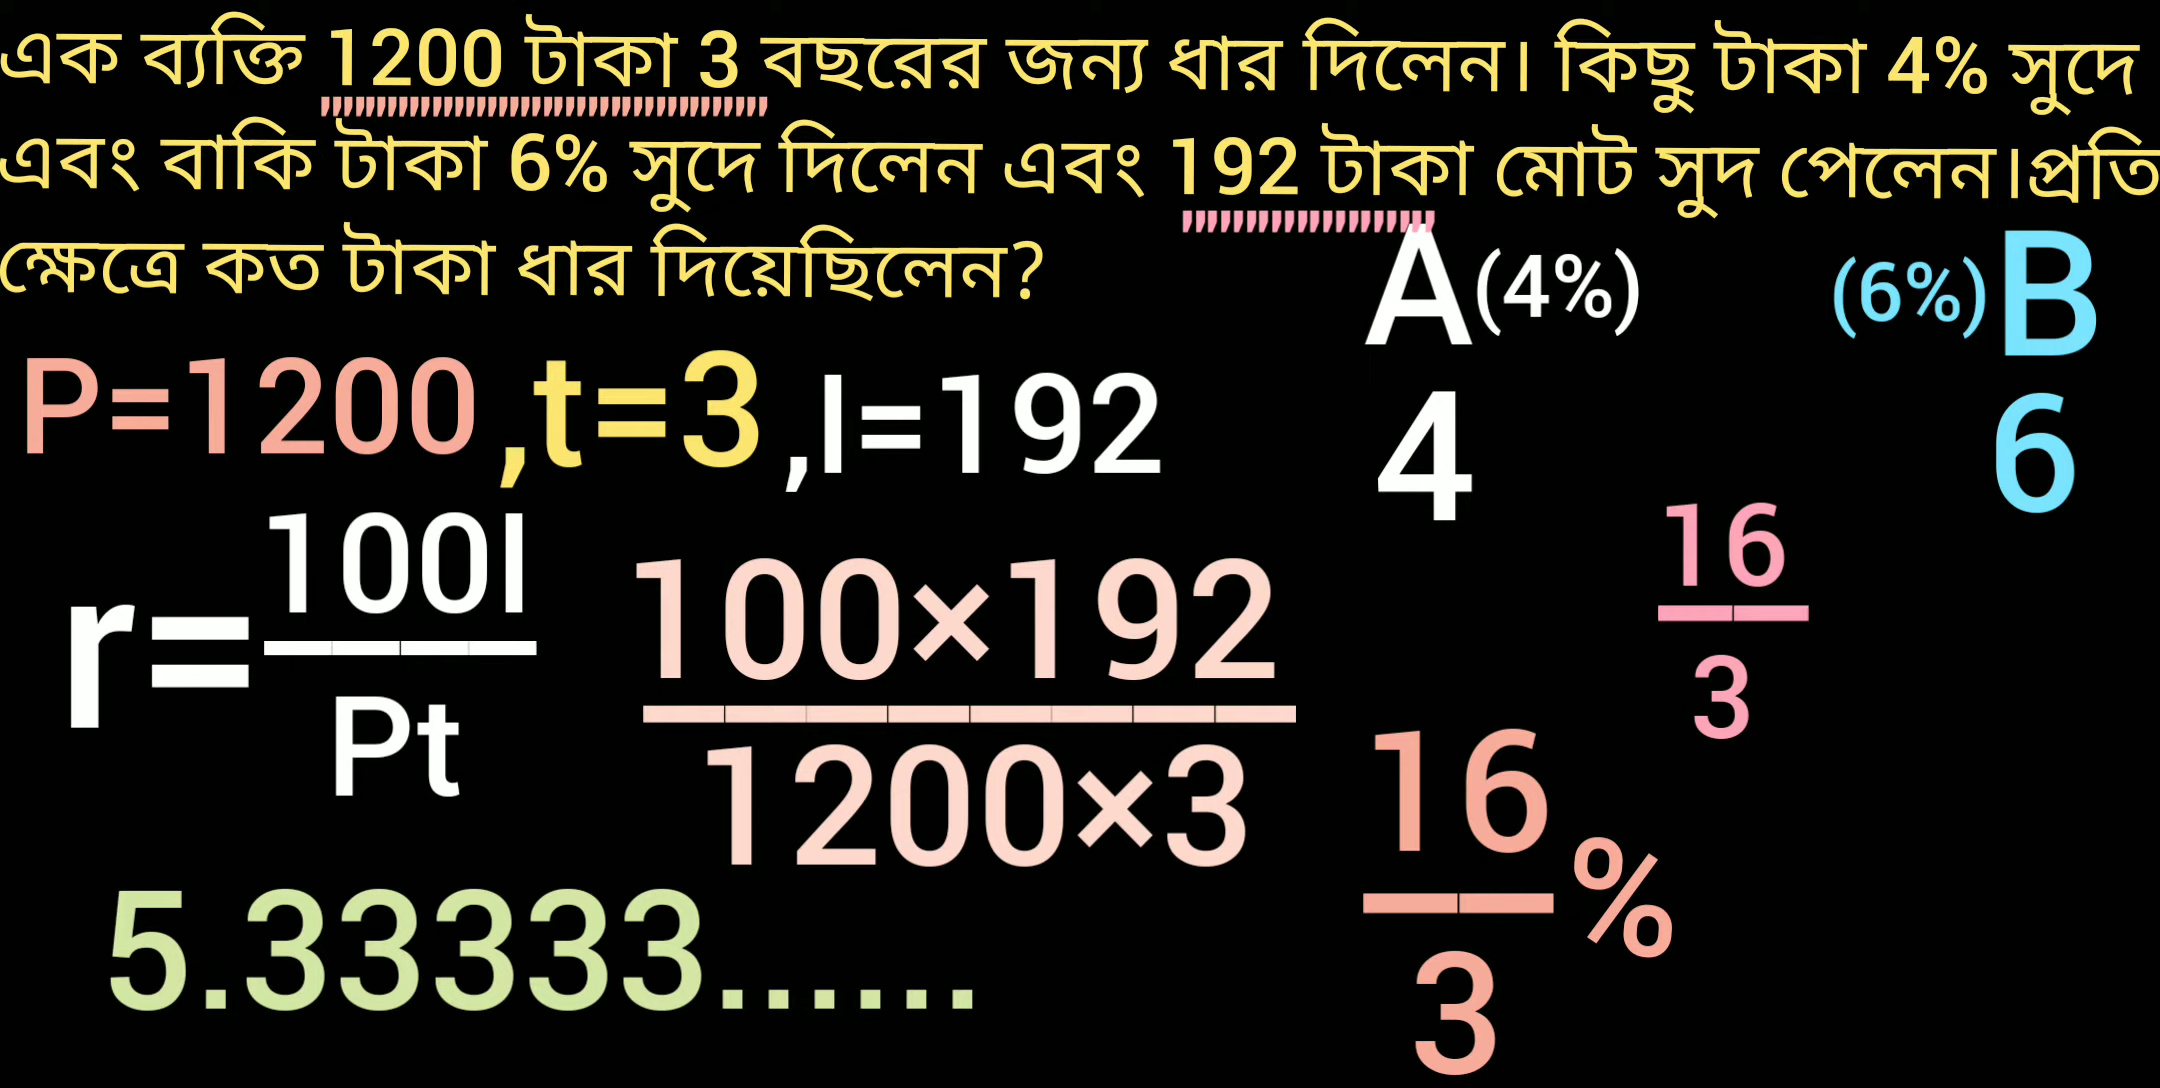 এক ব্যক্তি 1200 টাকা 3 বছরের জন্য ধার দিলেন। কিছু টাকা 4% সুদে
এবং বাকি টাকা 6% সুদে দিলেন এবং 192 টাকা মোট সুদ পেলেন।প্রতি
ক্ষেত্রে কত টাকা ধার দিয়েছিলেন?
A(4%) (6%)B
P=1200 ,t=3 ,I=192
4 6
r=100I/Pt
100×192/1200×3
16/3
16/3%
5.33333......